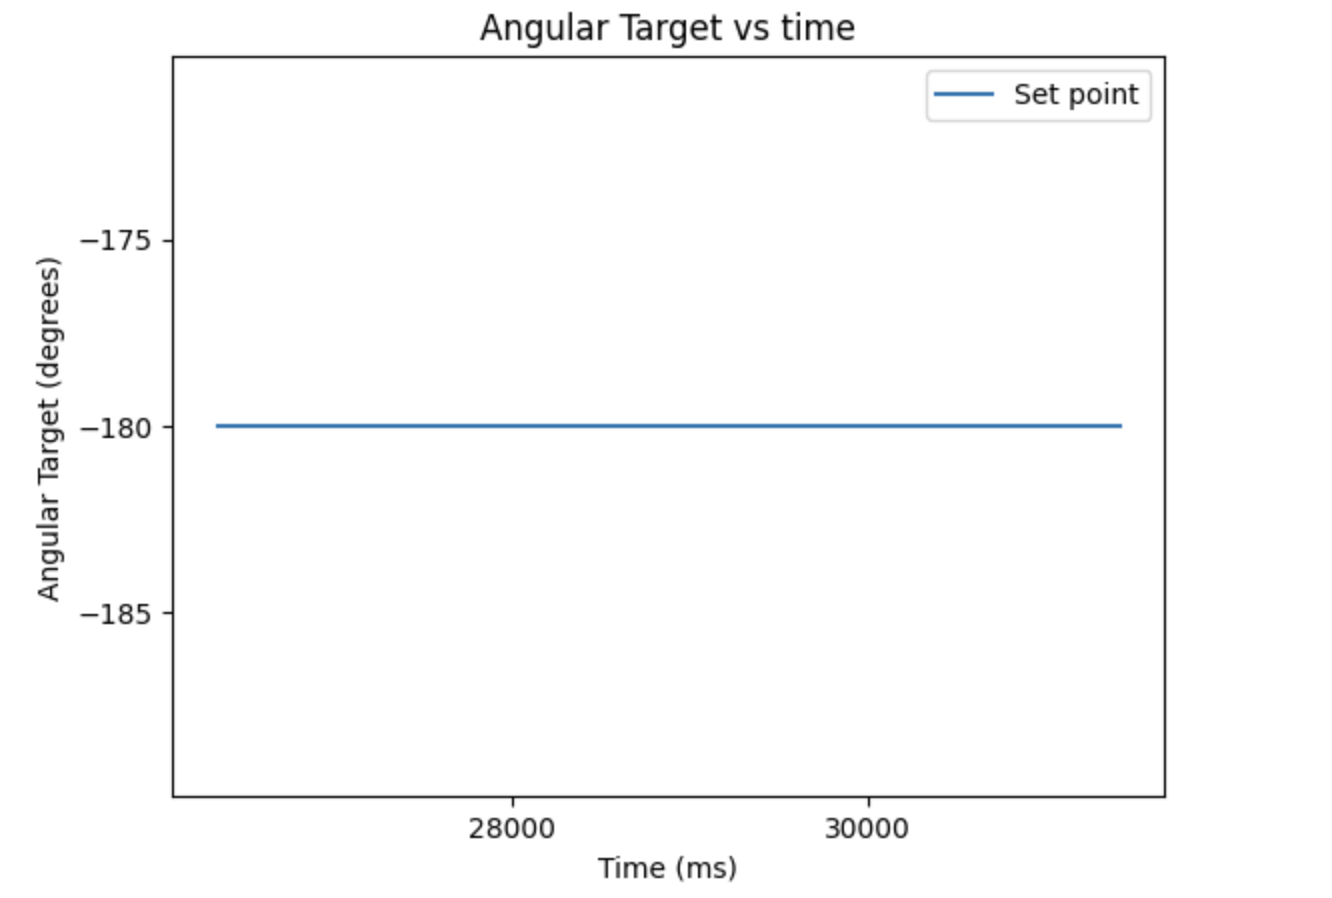 Angular Target vs time
Set point
−175
−180
−185
Angular Target (degrees)
28000
30000
Time (ms)